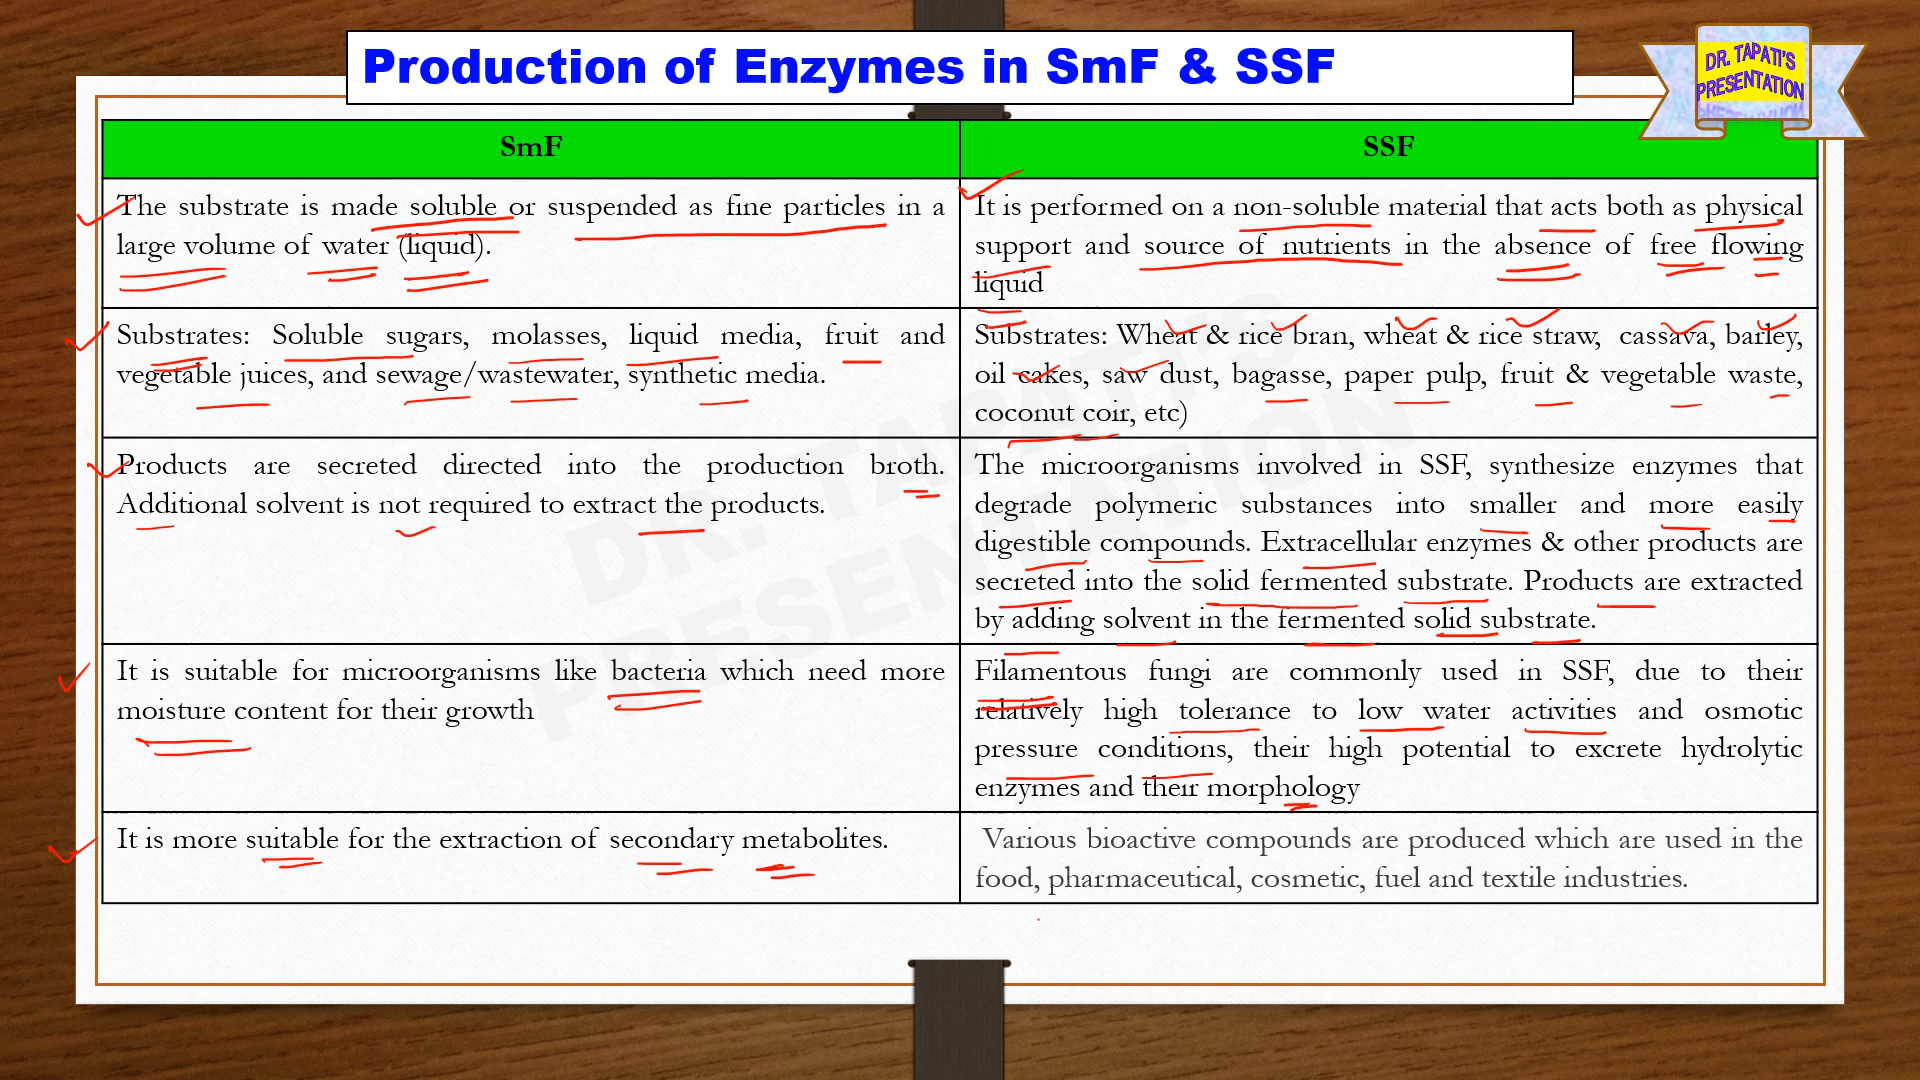 Production of Enzymes in SmF & SSF
DR. TAPATI'S
PRESENTATION
SmF
SSF
The substrate is made soluble or suspended as fine particles in a
large volume of water (liquid).
It is performed on a non-soluble material that acts both as physical
support and source of nutrients in the absence of free flowing
liquid
Substrates: Soluble sugars, molasses, liquid media, fruit and
vegetable juices, and sewage/wastewater, synthetic media.
Substrates: Wheat & rice bran, wheat & rice straw, cassava, barley,
oil cakes, saw dust, bagasse, paper pulp, fruit & vegetable waste,
coconut coir, etc)
Products are secreted directed into the production broth.
Additional solvent is not required to extract the products.
The microorganisms involved in SSF, synthesize enzymes that
degrade polymeric substances into smaller and more easily
digestible compounds. Extracellular enzymes & other products are
secreted into the solid fermented substrate. Products are extracted
by adding solvent in the fermented solid substrate.
It is suitable for microorganisms like bacteria which need more
moisture content for their growth
Filamentous fungi are commonly used in SSF, due to their
relatively high tolerance to low water activities and osmotic
pressure conditions, their high potential to excrete hydrolytic
enzymes and their morphology
It is more suitable for the extraction of secondary metabolites.
Various bioactive compounds are produced which are used in the
food, pharmaceutical, cosmetic, fuel and textile industries.
DR. TAPATI'S
PRESENTATION